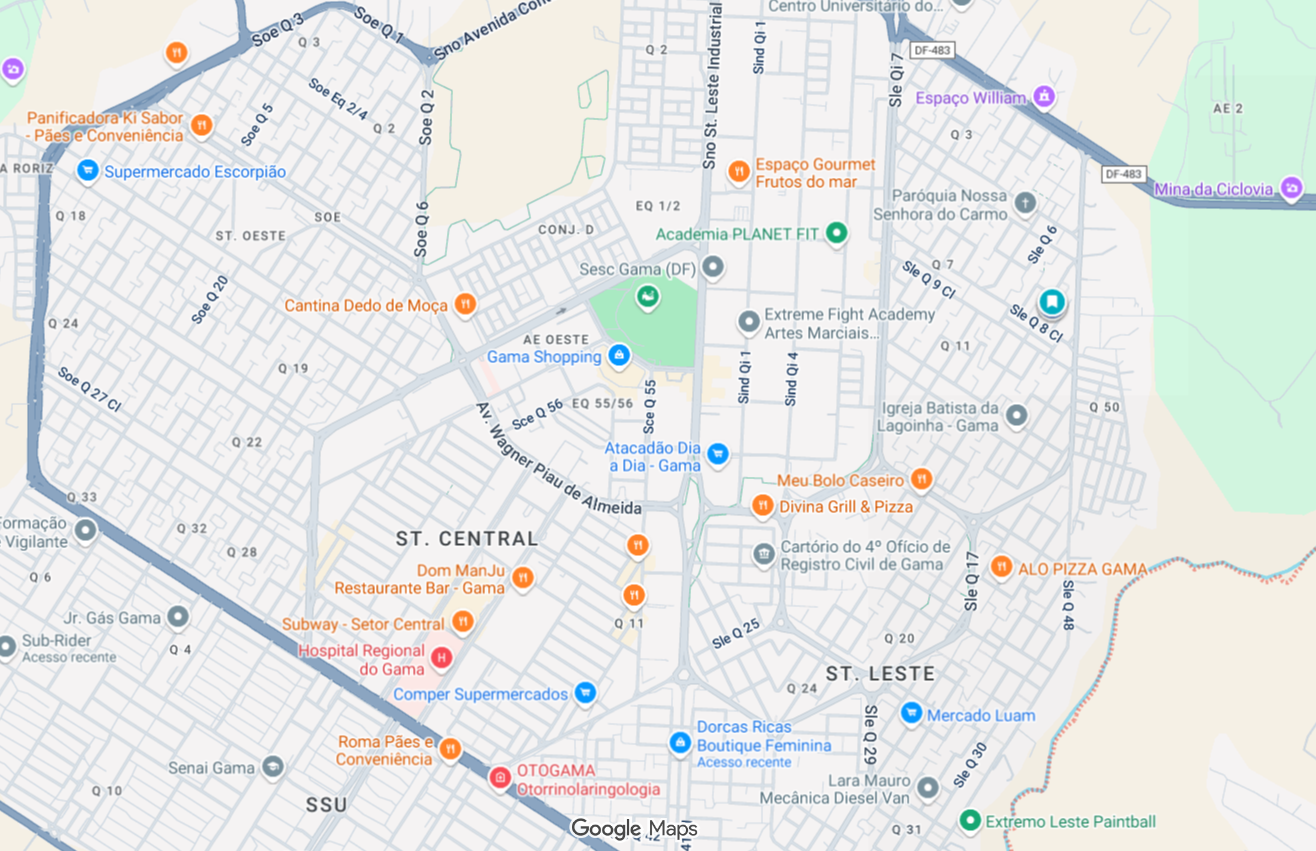 Centro Universitário do...
Soe Q 3
Soe Q 1
Sno Avenida Cont
Q 3
Q 2
Sno St. Leste Industrial
Sind Qi 1
Sle Qi 7
DF-483
Soe Eq 2/4
Soe Q 5
Q 2
Soe Q 2
Espaço William
AE 2
Panificadora Ki Sabor
- Pães e Conveniência
Q 3
A RORIZ
Supermercado Escorpião
Espaço Gourmet
Frutos do mar
DF-483
Mina da Ciclovia
Q 18
SOE
ST. OESTE
Soe Q 6
CONJ. D
EQ 1/2
Academia PLANET FIT
Paróquia Nossa
Senhora do Carmo
Sle Q 6
Sesc Gama (DF)
Q 7
Sle Q 9 Cl
Soe Q 20
Cantina Dedo de Moça
Extreme Fight Academy
Artes Marciais...
Sle Q 8 Cl
Q 24
AE OESTE
Gama Shopping
Q 11
Q 19
Soe Q 27 Cl
Sind Qi 1
Sind Qi 4
Sce Q 55
EQ 55/56
Sce Q 56
Q 50
Igreja Batista da
Lagoinha - Gama
Q 22
Av. Wagner Piau de Almeida
Atacadão Dia
a Dia - Gama
Meu Bolo Caseiro
Divina Grill & Pizza
Q 33
Formação
Vigilante
Q 32
Q 28
ST. CENTRAL
Cartório do 4º Ofício de
Registro Civil de Gama
Sle Q 17
ALO PIZZA GAMA
Dom ManJu
Restaurante Bar - Gama
Q 6
Sle Q 48
Jr. Gás Gama
Subway - Setor Central
Q 11
Sle Q 25
Q 20
Sub-Rider
Acesso recente
Q 4
Hospital Regional
do Gama
ST. LESTE
Q 24
Comper Supermercados
Mercado Luam
Dorcas Ricas
Boutique Feminina
Acesso recente
Sle Q 29
Roma Pães e
Conveniência
Sle Q 30
Senai Gama
OTOGAMA
Otorrinolaringologia
Lara Mauro
Mecânica Diesel Van
Q 10
SSU
Extremo Leste Paintball
Google Maps
Q 31